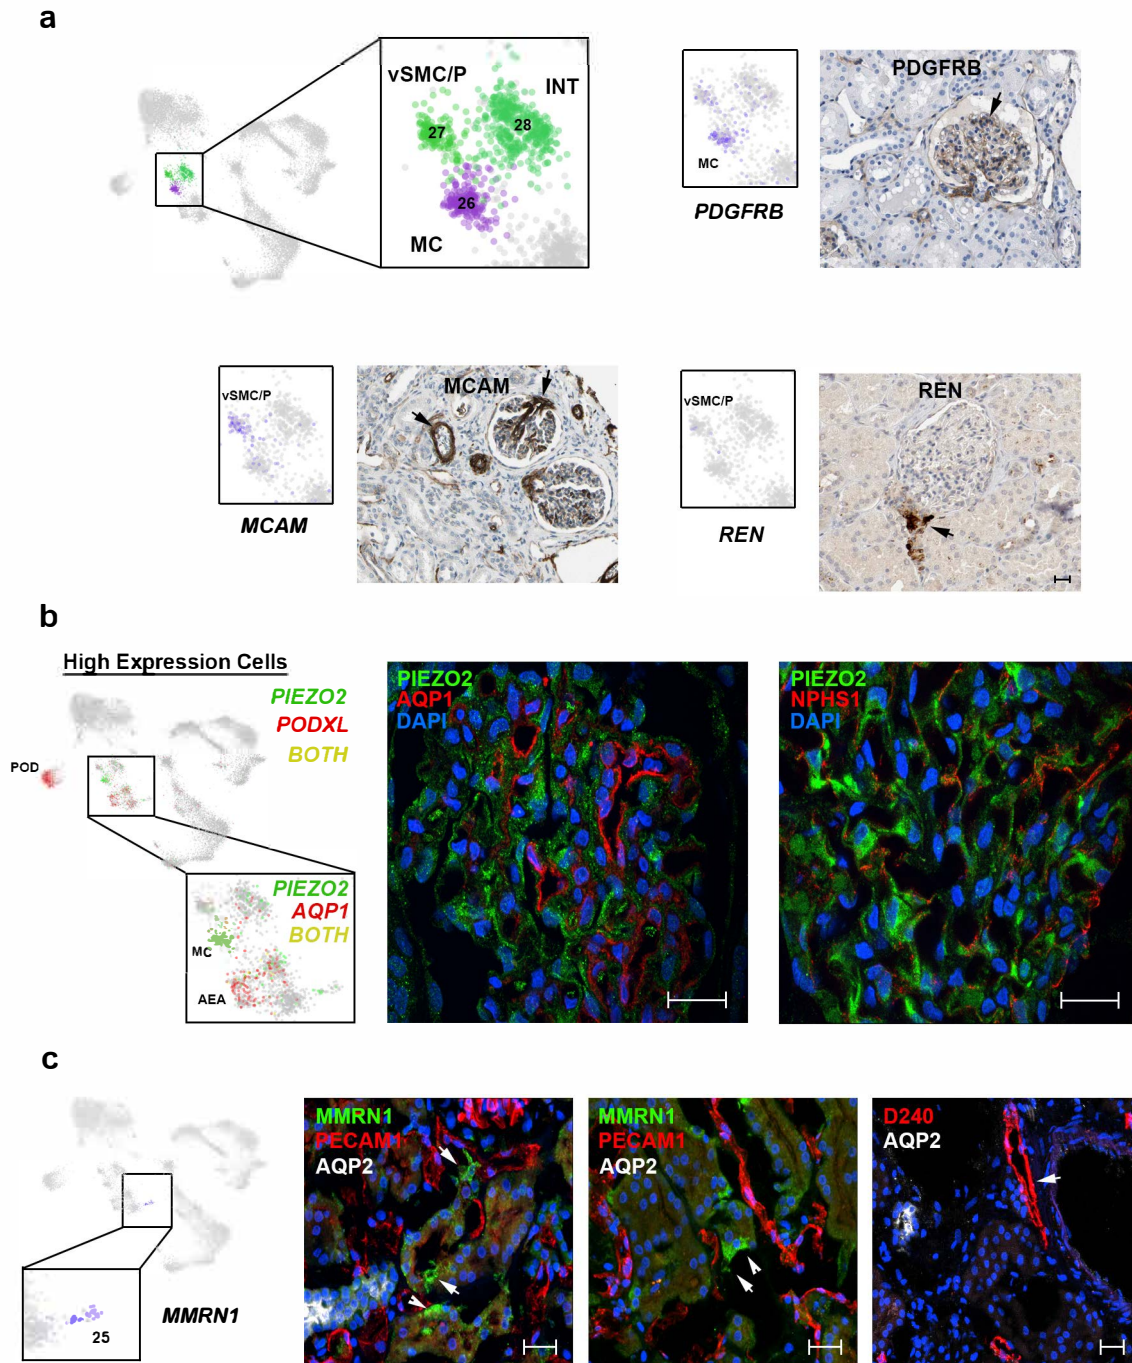 a
vSMC/P
INT
27
28
26
MC
MC
PDGFRB
PDGFRB
vSMC/P
MCAM
MCAM
vSMC/P
REN
REN
b
High Expression Cells
PIEZO2
PODXL
BOTH
POD
PIEZO2
AQP1
BOTH
MC
AEA
PIEZO2
AQP1
DAPI
PIEZO2
NPHS1
DAPI
c
25
MMRN1
MMRN1
PECAM1
AQP2
MMRN1
PECAM1
AQP2
D240
AQP2